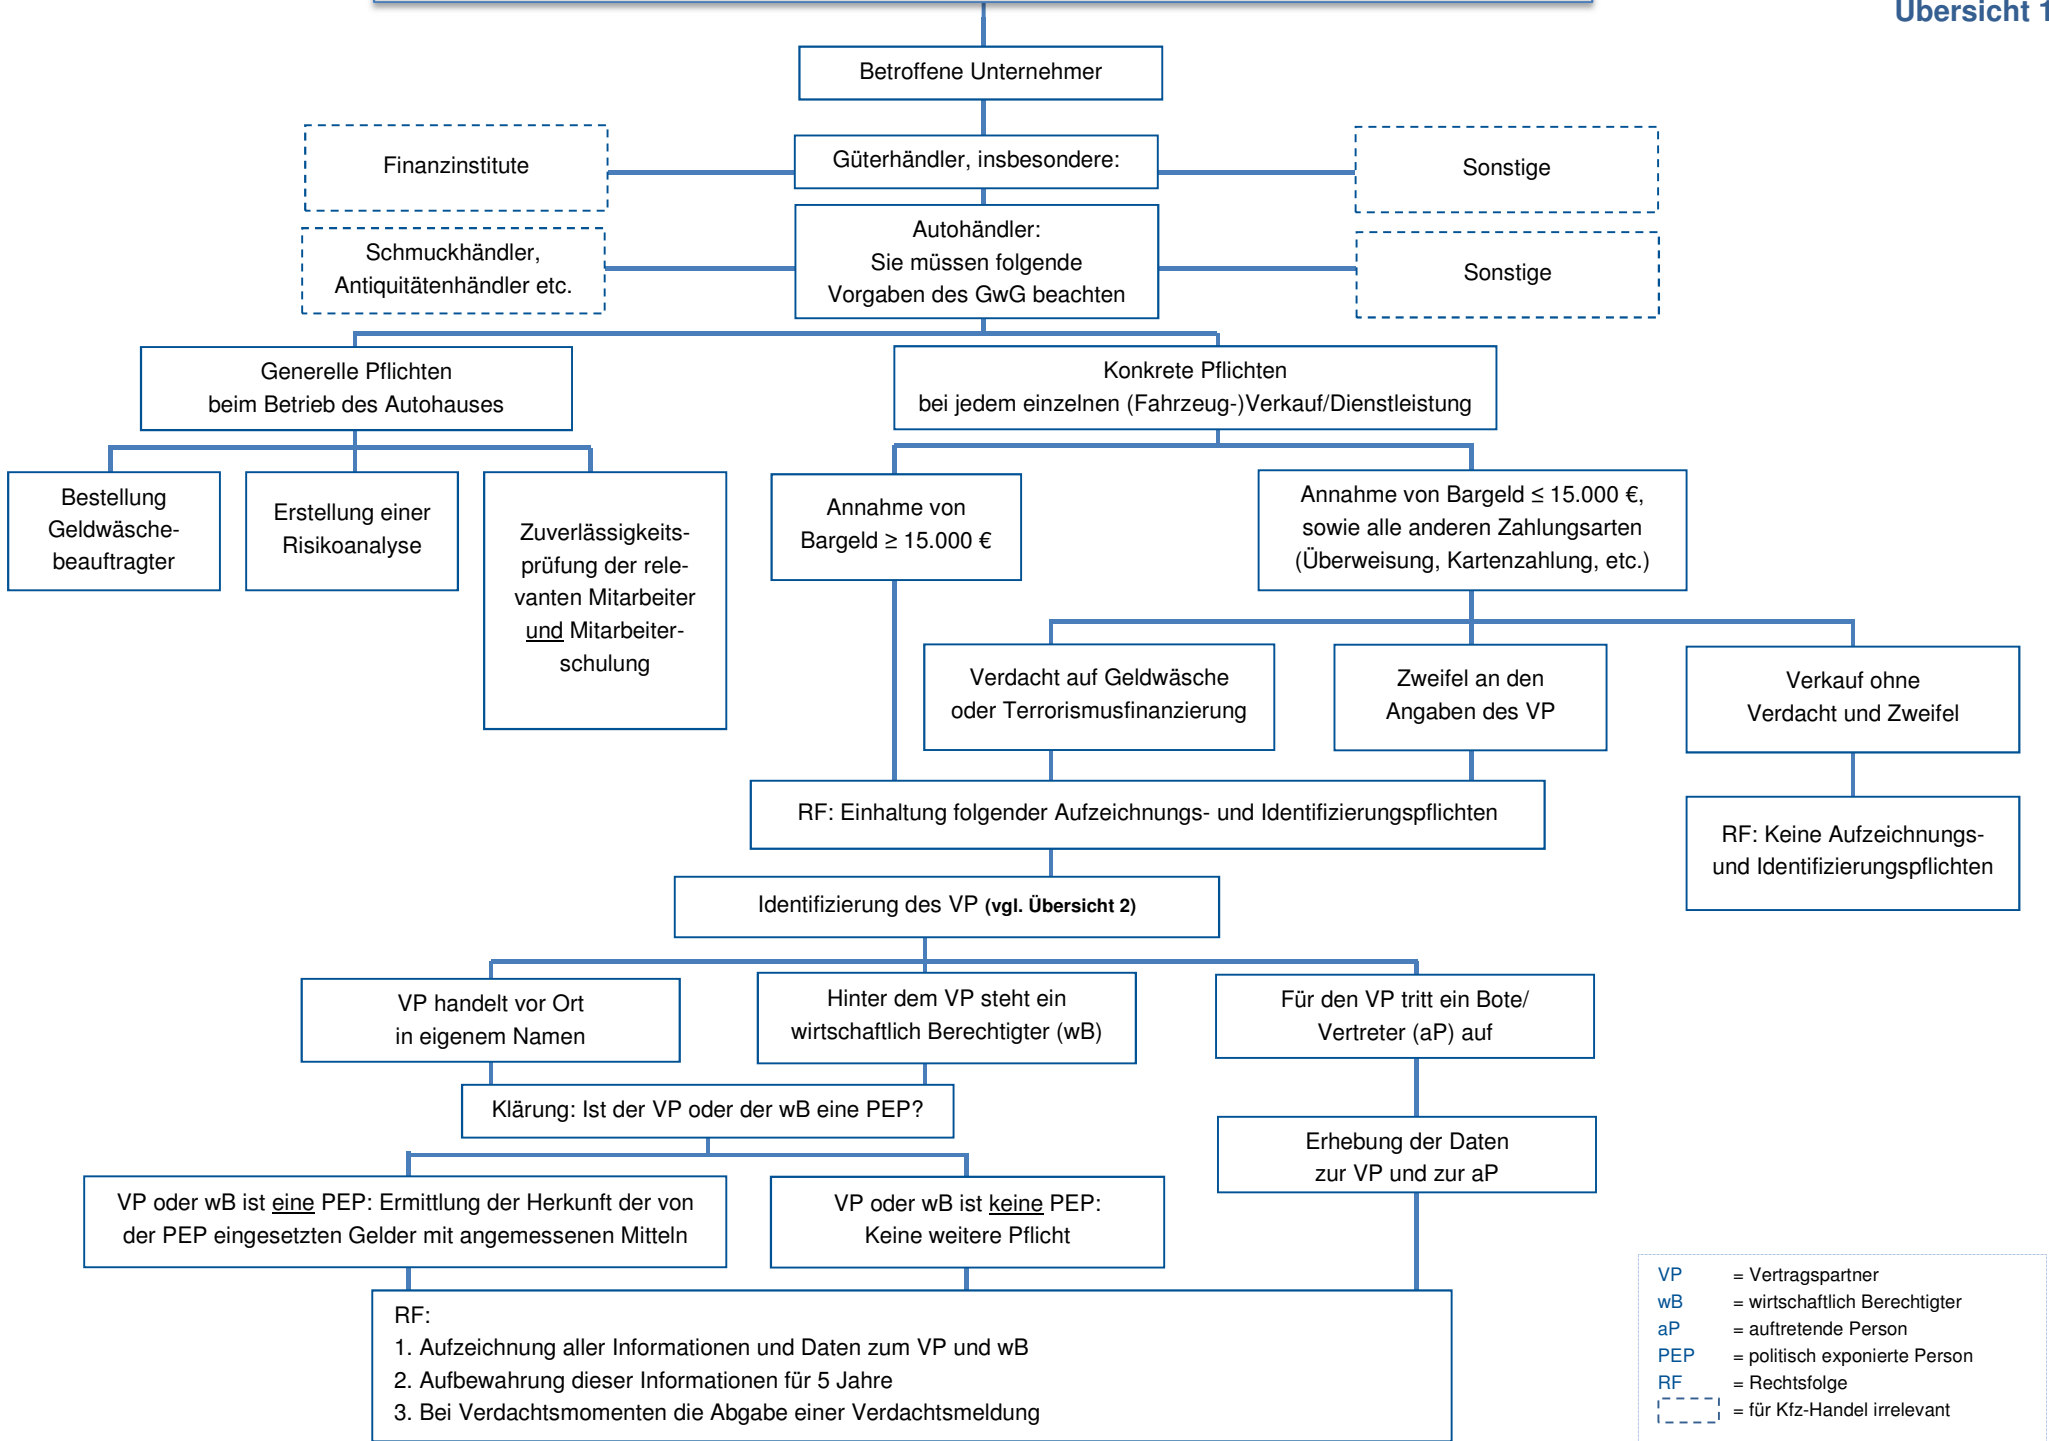 Übersicht 1
Betroffene Unternehmer
Finanzinstitute
Güterhändler, insbesondere:
Sonstige
Schmuckhändler,
Antiquitätenhändler etc.
Autohändler:
Sie müssen folgende
Vorgaben des GwG beachten
Sonstige
Generelle Pflichten
beim Betrieb des Autohauses
Konkrete Pflichten
bei jedem einzelnen (Fahrzeug-)Verkauf/Dienstleistung
Bestellung
Geldwäsche-
beauftragter
Erstellung einer
Risikoanalyse
Zuverlässigkeits-
prüfung der rele-
vanten Mitarbeiter
und Mitarbeiter-
schulung
Annahme von
Bargeld ≥ 15.000 €
Annahme von Bargeld ≤ 15.000 €,
sowie alle anderen Zahlungsarten
(Überweisung, Kartenzahlung, etc.)
Verdacht auf Geldwäsche
oder Terrorismusfinanzierung
Zweifel an den
Angaben des VP
Verkauf ohne
Verdacht und Zweifel
RF: Einhaltung folgender Aufzeichnungs- und Identifizierungspflichten
RF: Keine Aufzeichnungs-
und Identifizierungspflichten
Identifizierung des VP (vgl. Übersicht 2)
VP handelt vor Ort
in eigenem Namen
Hinter dem VP steht ein
wirtschaftlich Berechtigter (wB)
Für den VP tritt ein Bote/
Vertreter (aP) auf
Klärung: Ist der VP oder der wB eine PEP?
Erhebung der Daten
zur VP und zur aP
VP oder wB ist eine PEP: Ermittlung der Herkunft der von
der PEP eingesetzten Gelder mit angemessenen Mitteln
VP oder wB ist keine PEP:
Keine weitere Pflicht
RF:
1. Aufzeichnung aller Informationen und Daten zum VP und wB
2. Aufbewahrung dieser Informationen für 5 Jahre
3. Bei Verdachtsmomenten die Abgabe einer Verdachtsmeldung
VP = Vertragspartner
wB = wirtschaftlich Berechtigter
aP = auftretende Person
PEP = politisch exponierte Person
RF = Rechtsfolge
= für Kfz-Handel irrelevant